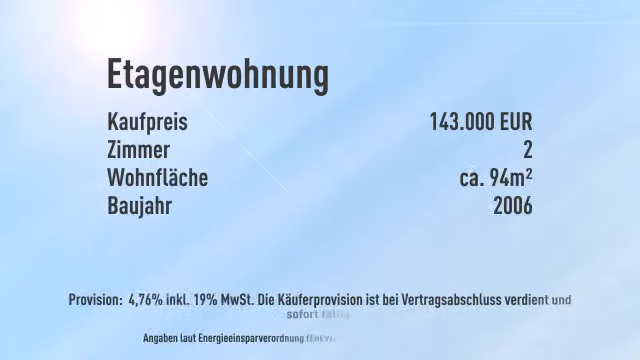 Etagenwohnung
Kaufpreis 143.000 EUR
Zimmer 2
Wohnfläche ca. 94m²
Baujahr 2006
Provision: 4,76% inkl. 19% MwSt. Die Käuferprovision ist bei Vertragsabschluss verdient und
sofort fällig.
Angaben laut Energieeinsparverordnung (EnEV):